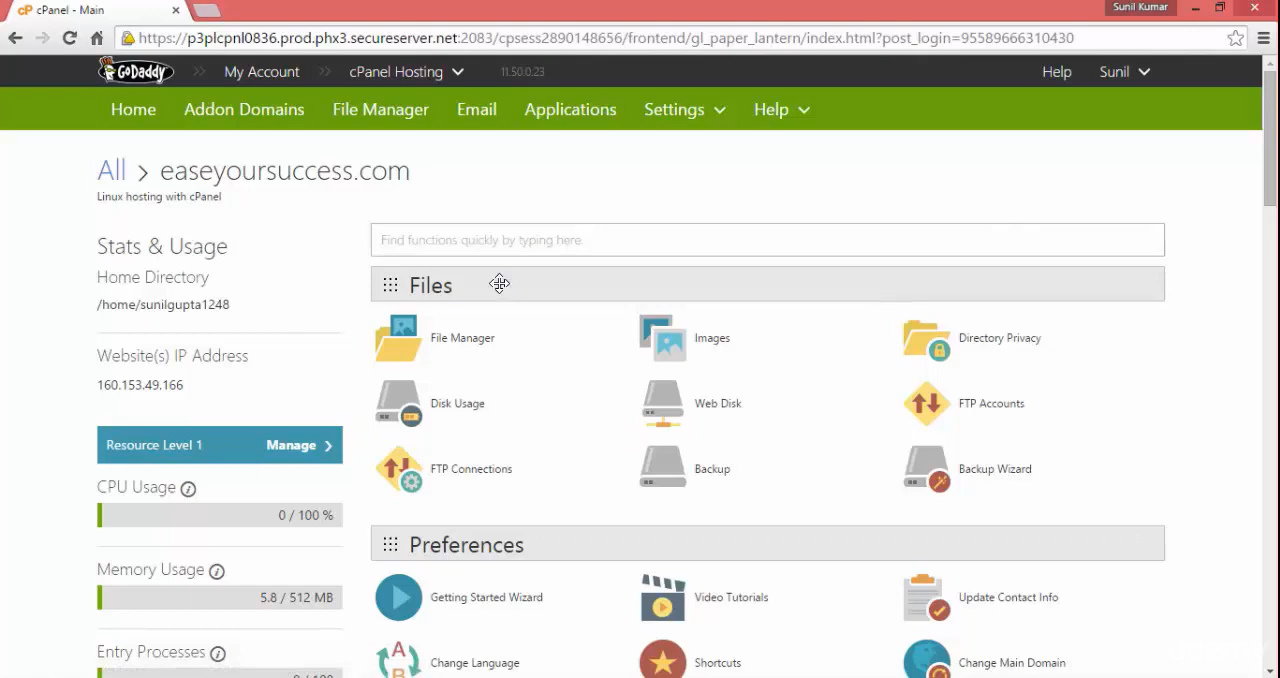 cP cPanel - Main
Sunil Kumar
https://p3plcpnl0836.prod.phx3.secureserver.net:2083/cpsess2890148656/frontend/gl_paper_lantern/index.html?post_login=95589666310430
GoDaddy
My Account
cPanel Hosting
11.50.0.23
Help
Sunil
Home
Addon Domains
File Manager
Email
Applications
Settings
Help
All > easeyoursuccess.com
Linux hosting with cPanel
Stats & Usage
Home Directory
/home/sunilgupta1248
Website(s) IP Address
160.153.49.166
Resource Level 1
Manage
CPU Usage
0 / 100 %
Memory Usage
5.8 / 512 MB
Entry Processes
Find functions quickly by typing here.
Files
File Manager
Images
Directory Privacy
Disk Usage
Web Disk
FTP Accounts
FTP Connections
Backup
Backup Wizard
Preferences
Getting Started Wizard
Video Tutorials
Update Contact Info
A
B
Change Language
Shortcuts
Change Main Domain